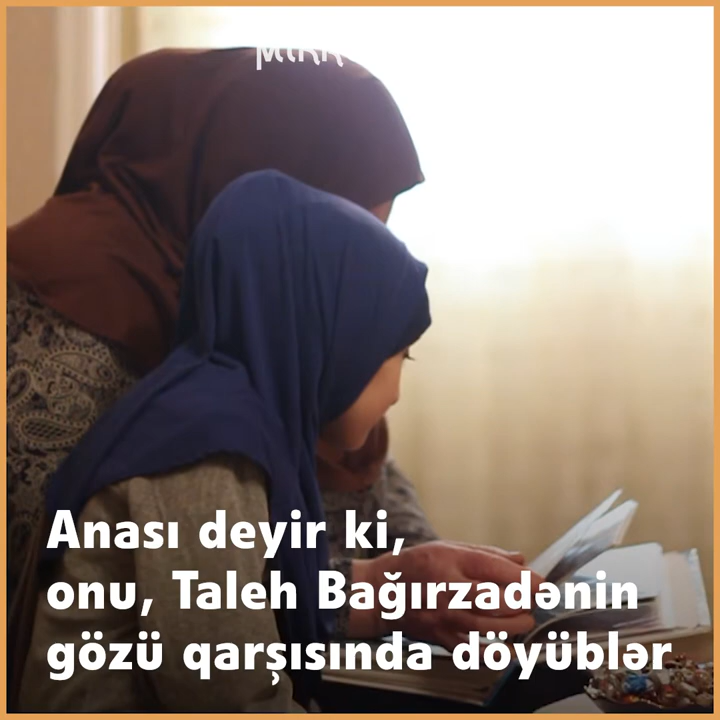 Anası deyir ki,
onu, Taleh Bağırzadənin
gözü qarşısında döyüblər